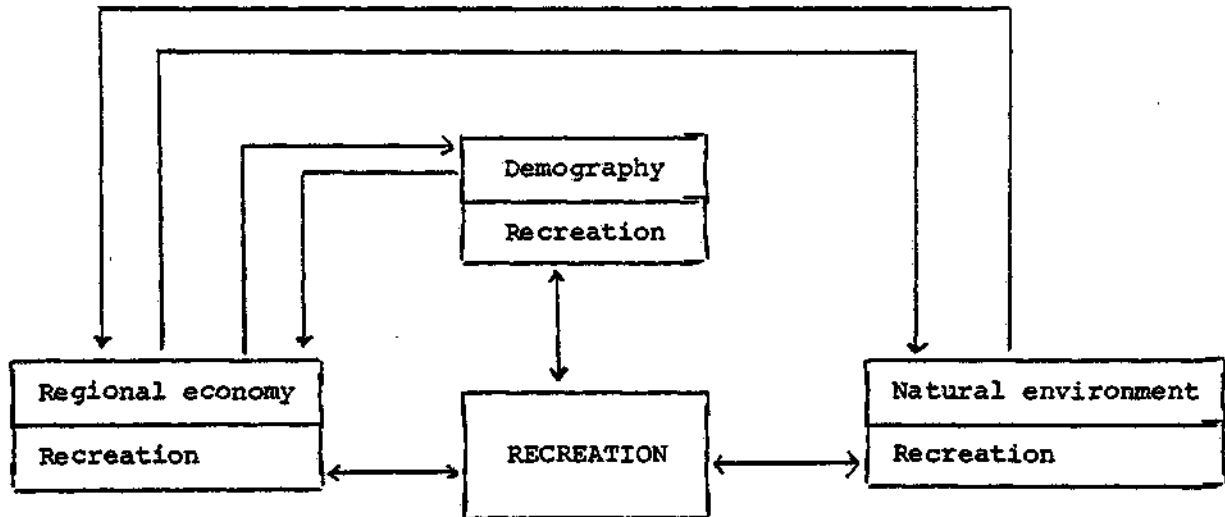 Demography
Recreation
Regional economy
Recreation
RECREATION
Natural environment
Recreation